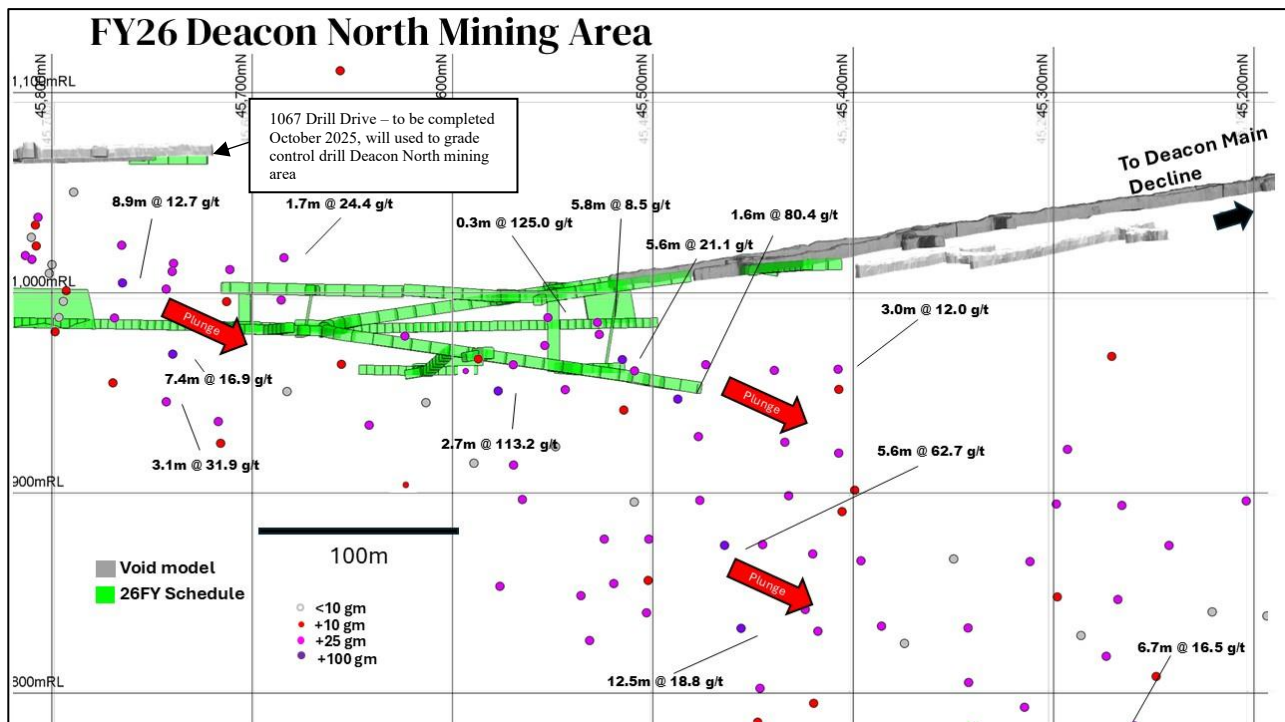 FY26 Deacon North Mining Area
45,800mN
45,700mN
600mN
45,500mN
45,400mN
45,300mN
45,200mN
1,100mRL
1067 Drill Drive – to be completed
October 2025, will used to grade
control drill Deacon North mining
area
To Deacon Main
Decline
8.9m @ 12.7 g/t
1.7m @ 24.4 g/t
0.3m @ 125.0 g/t
5.8m @ 8.5 g/t
1.6m @ 80.4 g/t
5.6m @ 21.1 g/t
1,000mRL
Plunge
3.0m @ 12.0 g/t
7.4m @ 16.9 g/t
Plunge
2.7m @ 113.2 g/t
3.1m @ 31.9 g/t
5.6m @ 62.7 g/t
900mRL
100m
Void model
26FY Schedule
Plunge
<10 gm
+10 gm
+25 gm
+100 gm
12.5m @ 18.8 g/t
6.7m @ 16.5 g/t
800mRL